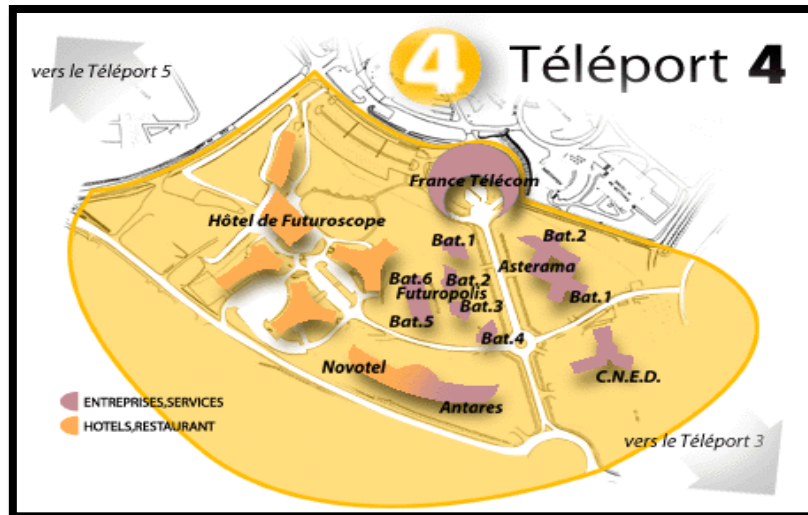 4 Téléport 4
vers le Téléport 5
France Télécom
Hôtel de Futuroscope
Bat.1
Bat.2
Asterama
Bat.6
Bat.2
Futuropolis
Bat.1
Bat.3
Bat.5
Bat.4
Novotel
C.N.E.D.
ENTREPRISES,SERVICES
Antares
HOTELS,RESTAURANT
vers le Téléport 3